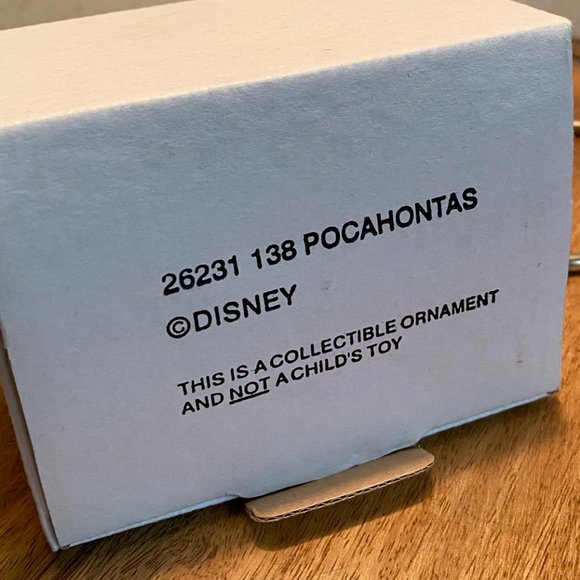 26231 138 POCAHONTAS
©DISNEY
THIS IS A COLLECTIBLE ORNAMENT
AND NOT A CHILD'S TOY